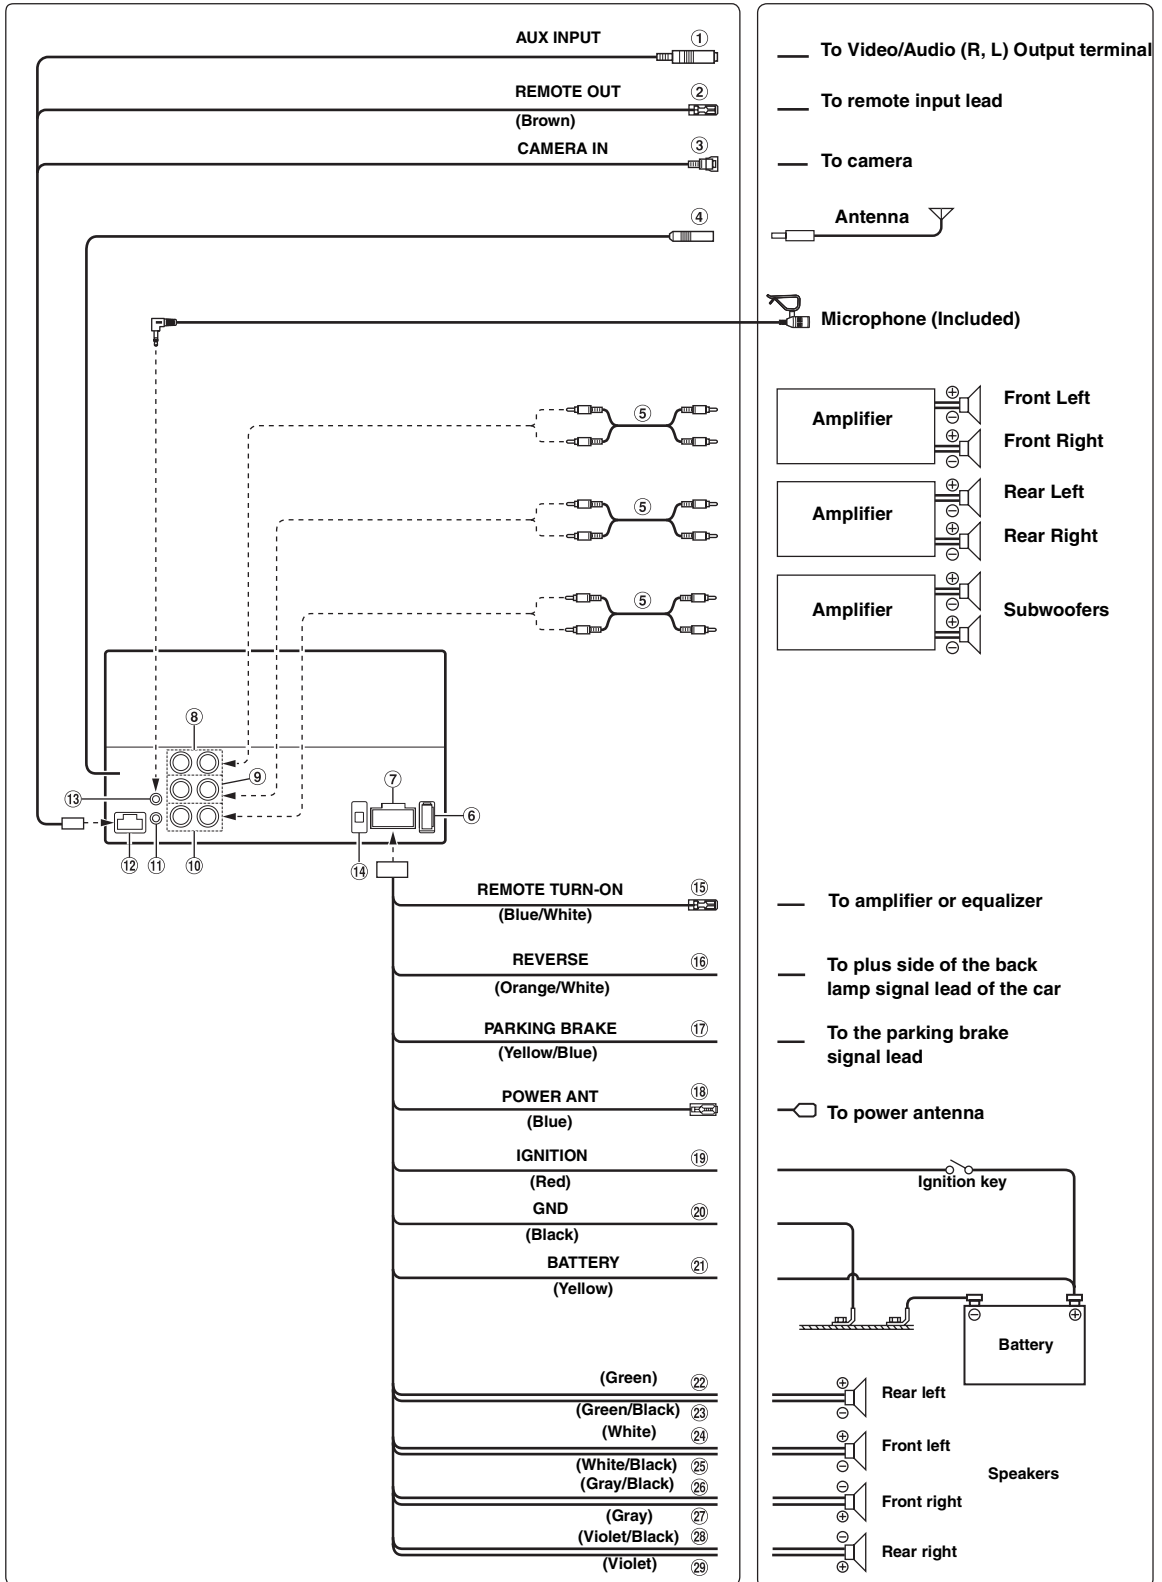 AUX INPUT ① To Video/Audio (R, L) Output terminal
REMOTE OUT ② To remote input lead
(Brown)
CAMERA IN ③ To camera
④ Antenna
Microphone (Included)
⑤ Amplifier ⊕ ⊖ Front Left
⊕ ⊖ Front Right
⑤ Amplifier ⊕ ⊖ Rear Left
⊕ ⊖ Rear Right
⑤ Amplifier ⊕ ⊖ Subwoofers
⊕ ⊖
⑧
⑨ ⑦
⑬ ⑥
⑫ ⑪ ⑩ ⑭
REMOTE TURN-ON ⑮ To amplifier or equalizer
(Blue/White)
REVERSE ⑯ To plus side of the back
(Orange/White) lamp signal lead of the car
PARKING BRAKE ⑰ To the parking brake
(Yellow/Blue) signal lead
POWER ANT ⑱ To power antenna
(Blue)
IGNITION ⑲
(Red) Ignition key
GND ⑳
(Black)
BATTERY ㉑
(Yellow)
⊖ ⊕
Battery
(Green) ㉒ ⊕ Rear left
(Green/Black) ㉓ ⊖
(White) ㉔ ⊕ Front left
(White/Black) ㉕ ⊖
Speakers
(Gray/Black) ㉖ ⊖ Front right
(Gray) ㉗ ⊕
(Violet/Black) ㉘ ⊖ Rear right
(Violet) ㉙ ⊕